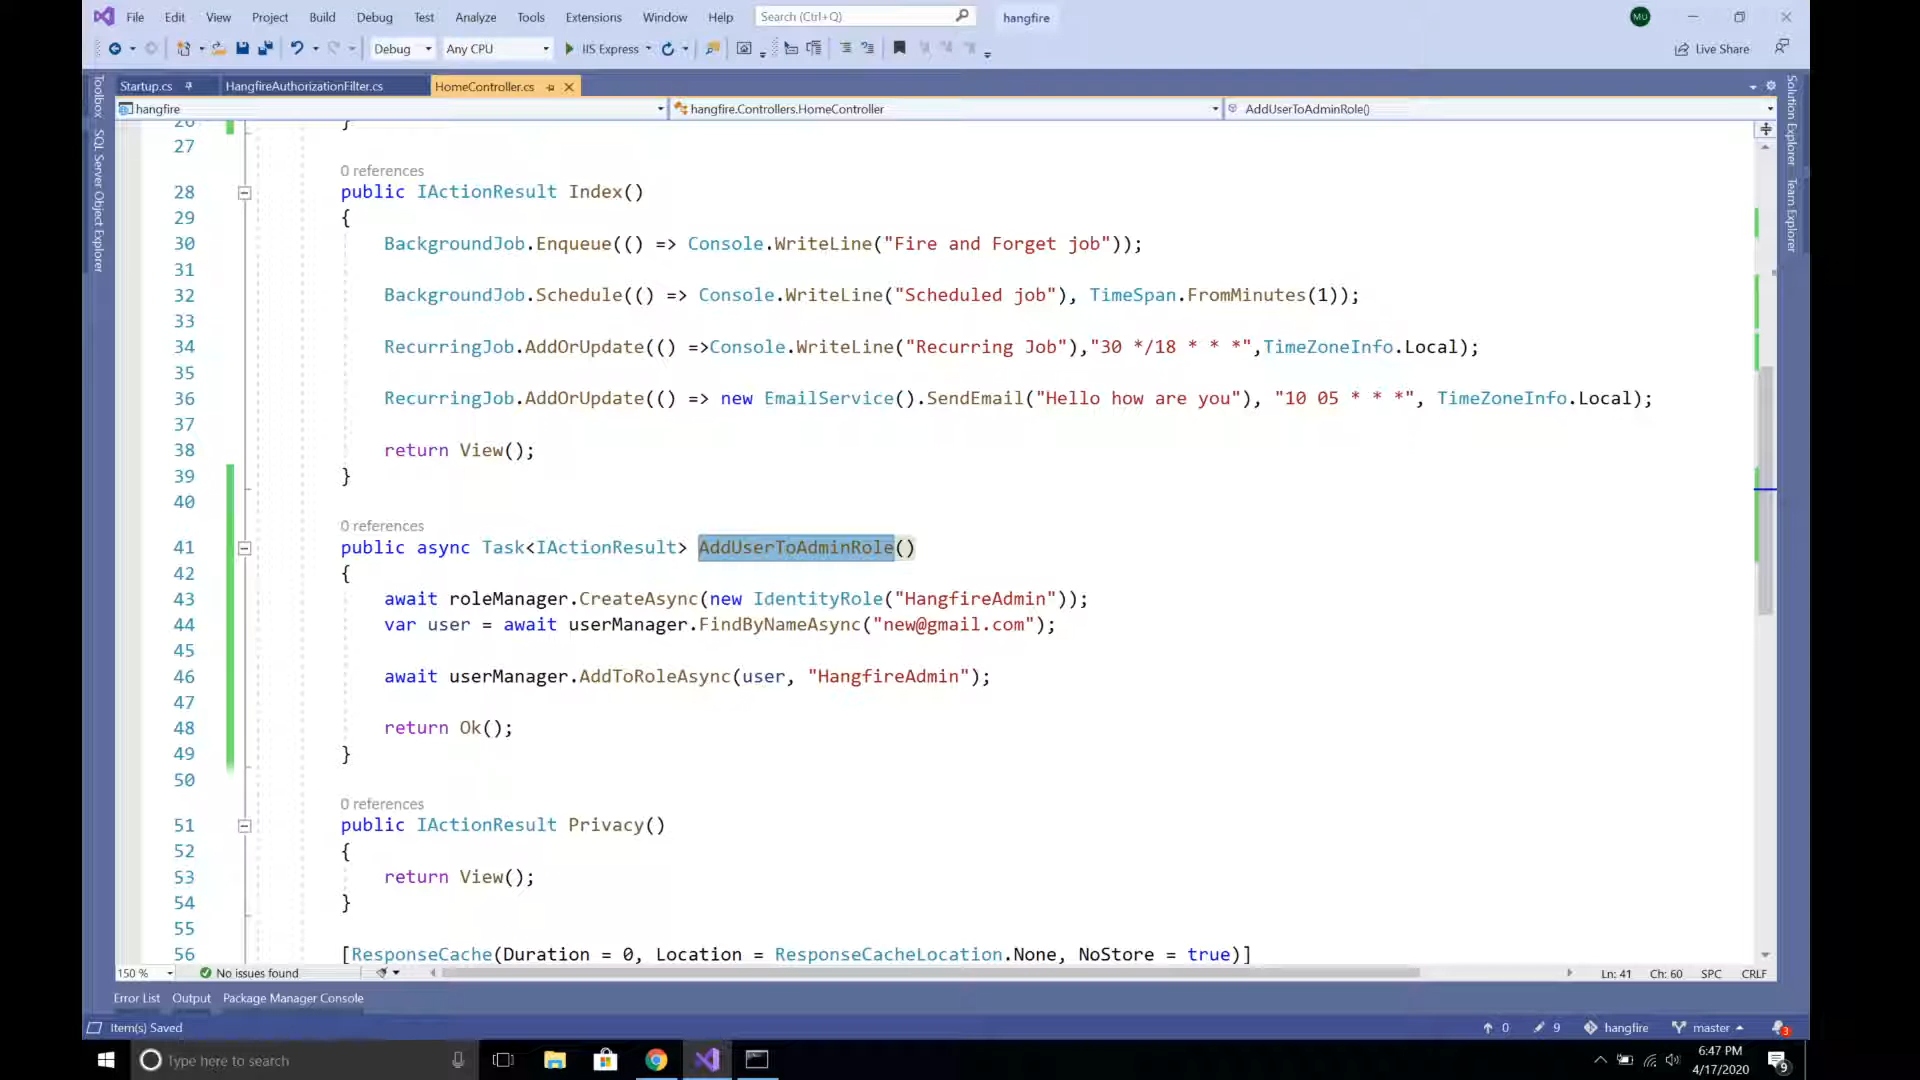 File Edit View Project Build Debug Test Analyze Tools Extensions Window Help Search (Ctrl+Q) hangfire MU
Debug Any CPU IIS Express Live Share
Startup.cs HangfireAuthorizationFilter.cs HomeController.cs
hangfire hangfire.Controllers.HomeController AddUserToAdminRole()
Toolbox
SQL Server Object Explorer
Solution Explorer
Team Explorer
26 }
27
0 references
28 public IActionResult Index()
29 {
30 BackgroundJob.Enqueue(() => Console.WriteLine("Fire and Forget job"));
31
32 BackgroundJob.Schedule(() => Console.WriteLine("Scheduled job"), TimeSpan.FromMinutes(1));
33
34 RecurringJob.AddOrUpdate(() =>Console.WriteLine("Recurring Job"),"30 */18 * * *",TimeZoneInfo.Local);
35
36 RecurringJob.AddOrUpdate(() => new EmailService().SendEmail("Hello how are you"), "10 05 * * *", TimeZoneInfo.Local);
37
38 return View();
39 }
40
0 references
41 public async Task<IActionResult> AddUserToAdminRole()
42 {
43 await roleManager.CreateAsync(new IdentityRole("HangfireAdmin"));
44 var user = await userManager.FindByNameAsync("new@gmail.com");
45
46 await userManager.AddToRoleAsync(user, "HangfireAdmin");
47
48 return Ok();
49 }
50
0 references
51 public IActionResult Privacy()
52 {
53 return View();
54 }
55
56 [ResponseCache(Duration = 0, Location = ResponseCacheLocation.None, NoStore = true)]
150 % No issues found Ln: 41 Ch: 60 SPC CRLF
Error List Output Package Manager Console
Item(s) Saved 0 9 hangfire master 3
Type here to search 6:47 PM
4/17/2020 9